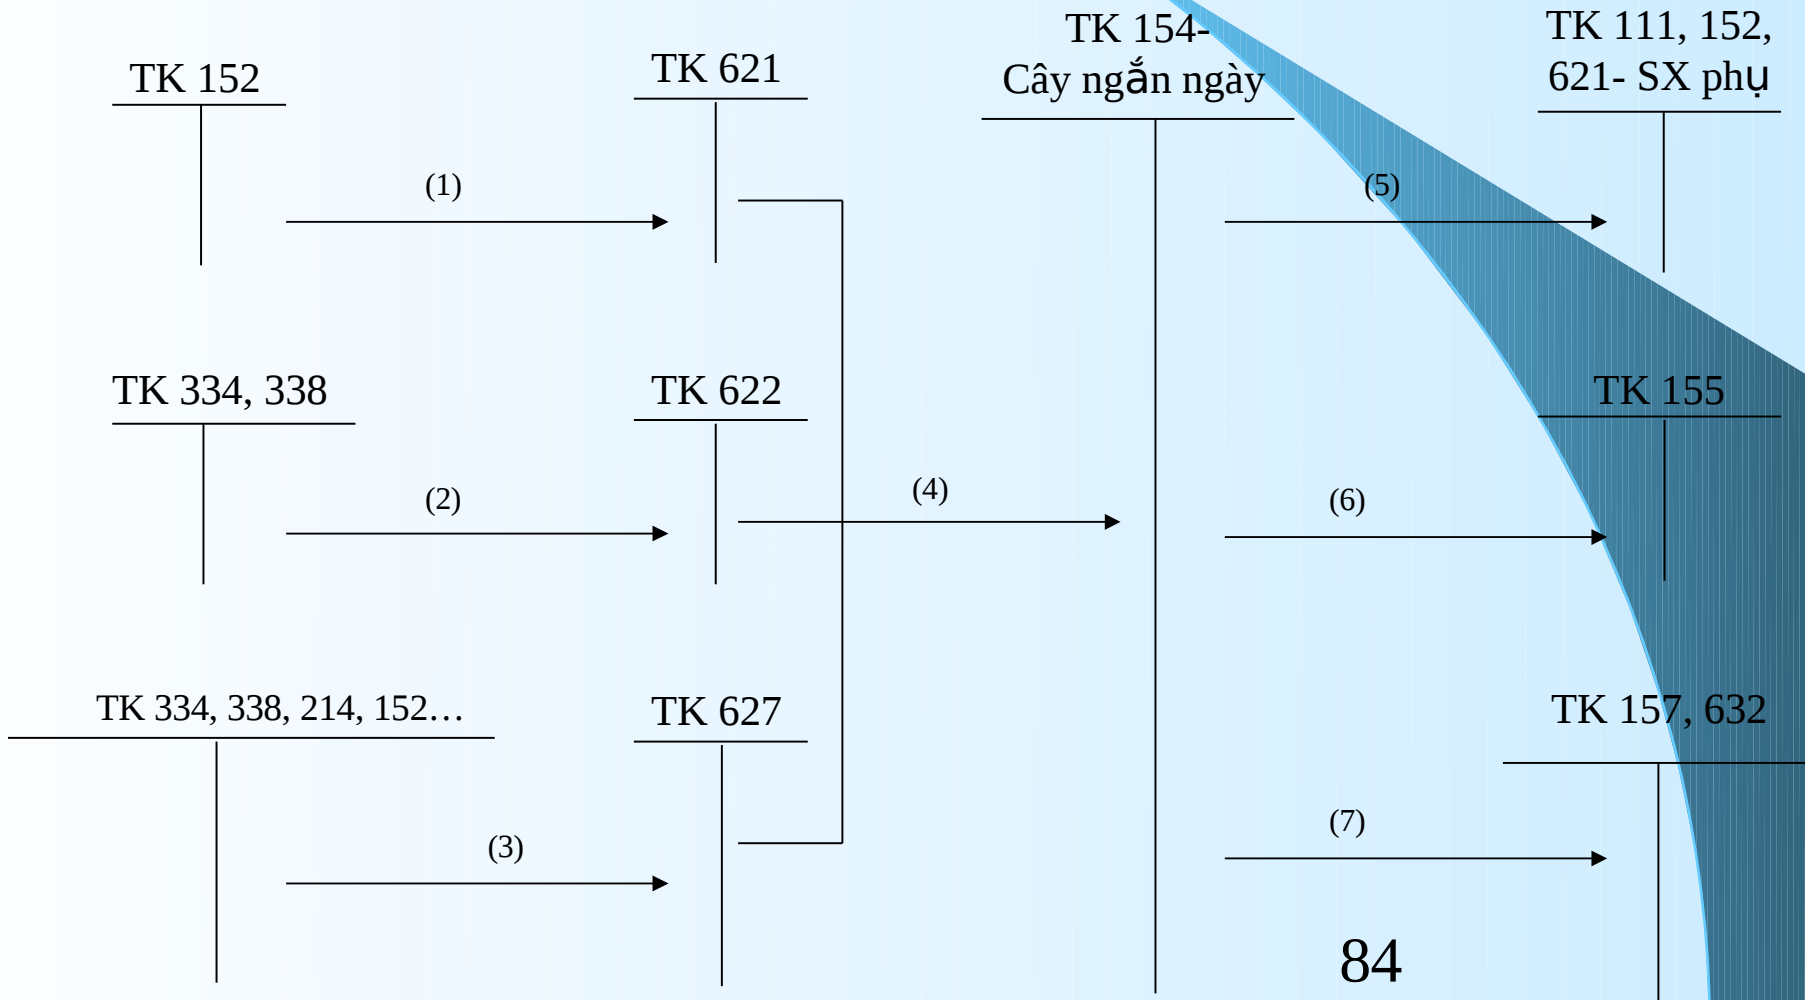 TK 152
TK 621
TK 154-
Cây ngắn ngày
TK 111, 152,
621- SX phụ
(1)
(5)
TK 334, 338
TK 622
TK 155
(2)
(4)
(6)
TK 334, 338, 214, 152…
TK 627
TK 157, 632
(3)
(7)
84